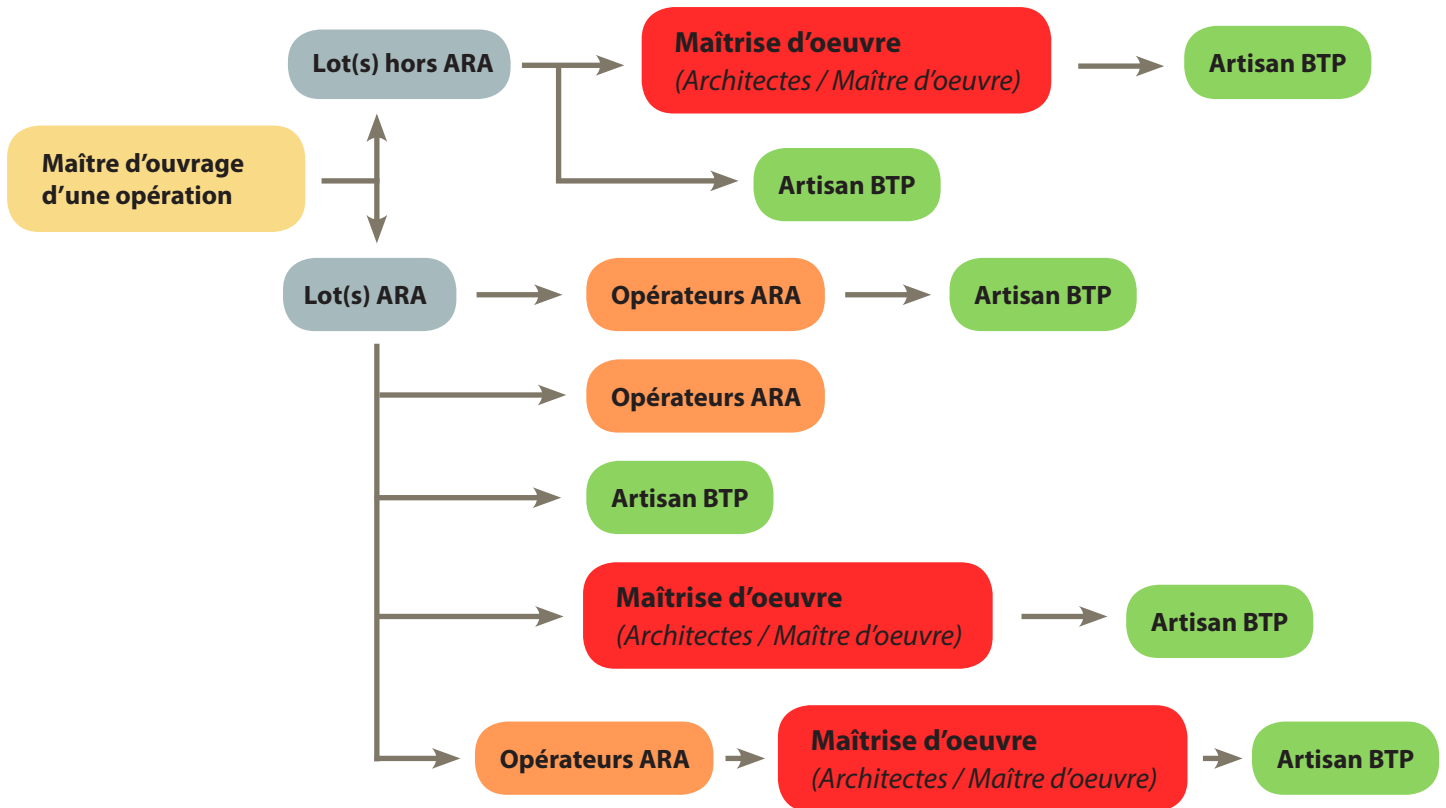 Lot(s) hors ARA
Maîtrise d'oeuvre
(Architectes / Maître d'oeuvre)
Artisan BTP
Maître d'ouvrage
d'une opération
Artisan BTP
Lot(s) ARA
Opérateurs ARA
Artisan BTP
Opérateurs ARA
Artisan BTP
Maîtrise d'oeuvre
(Architectes / Maître d'oeuvre)
Artisan BTP
Opérateurs ARA
Maîtrise d'oeuvre
(Architectes / Maître d'oeuvre)
Artisan BTP